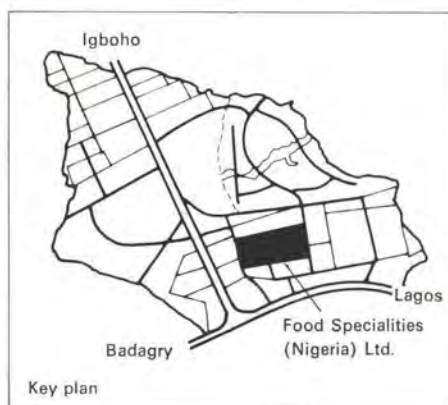 Igboho
Lagos
Food Specialities
(Nigeria) Ltd.
Badagry
Key plan